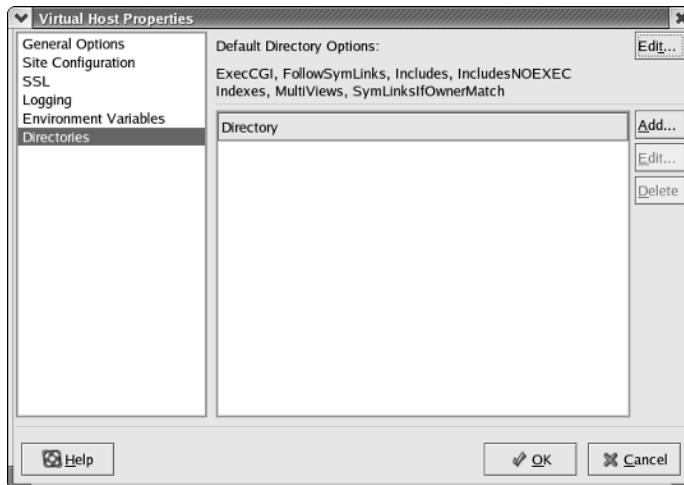 Virtual Host Properties
General Options
Site Configuration
SSL
Logging
Environment Variables
Directories
Default Directory Options:
Edit...
ExecCGI, FollowSymLinks, Includes, IncludesNOEXEC
Indexes, MultiViews, SymLinksIfOwnerMatch
Directory
Add...
Edit...
Delete
Help
OK
Cancel